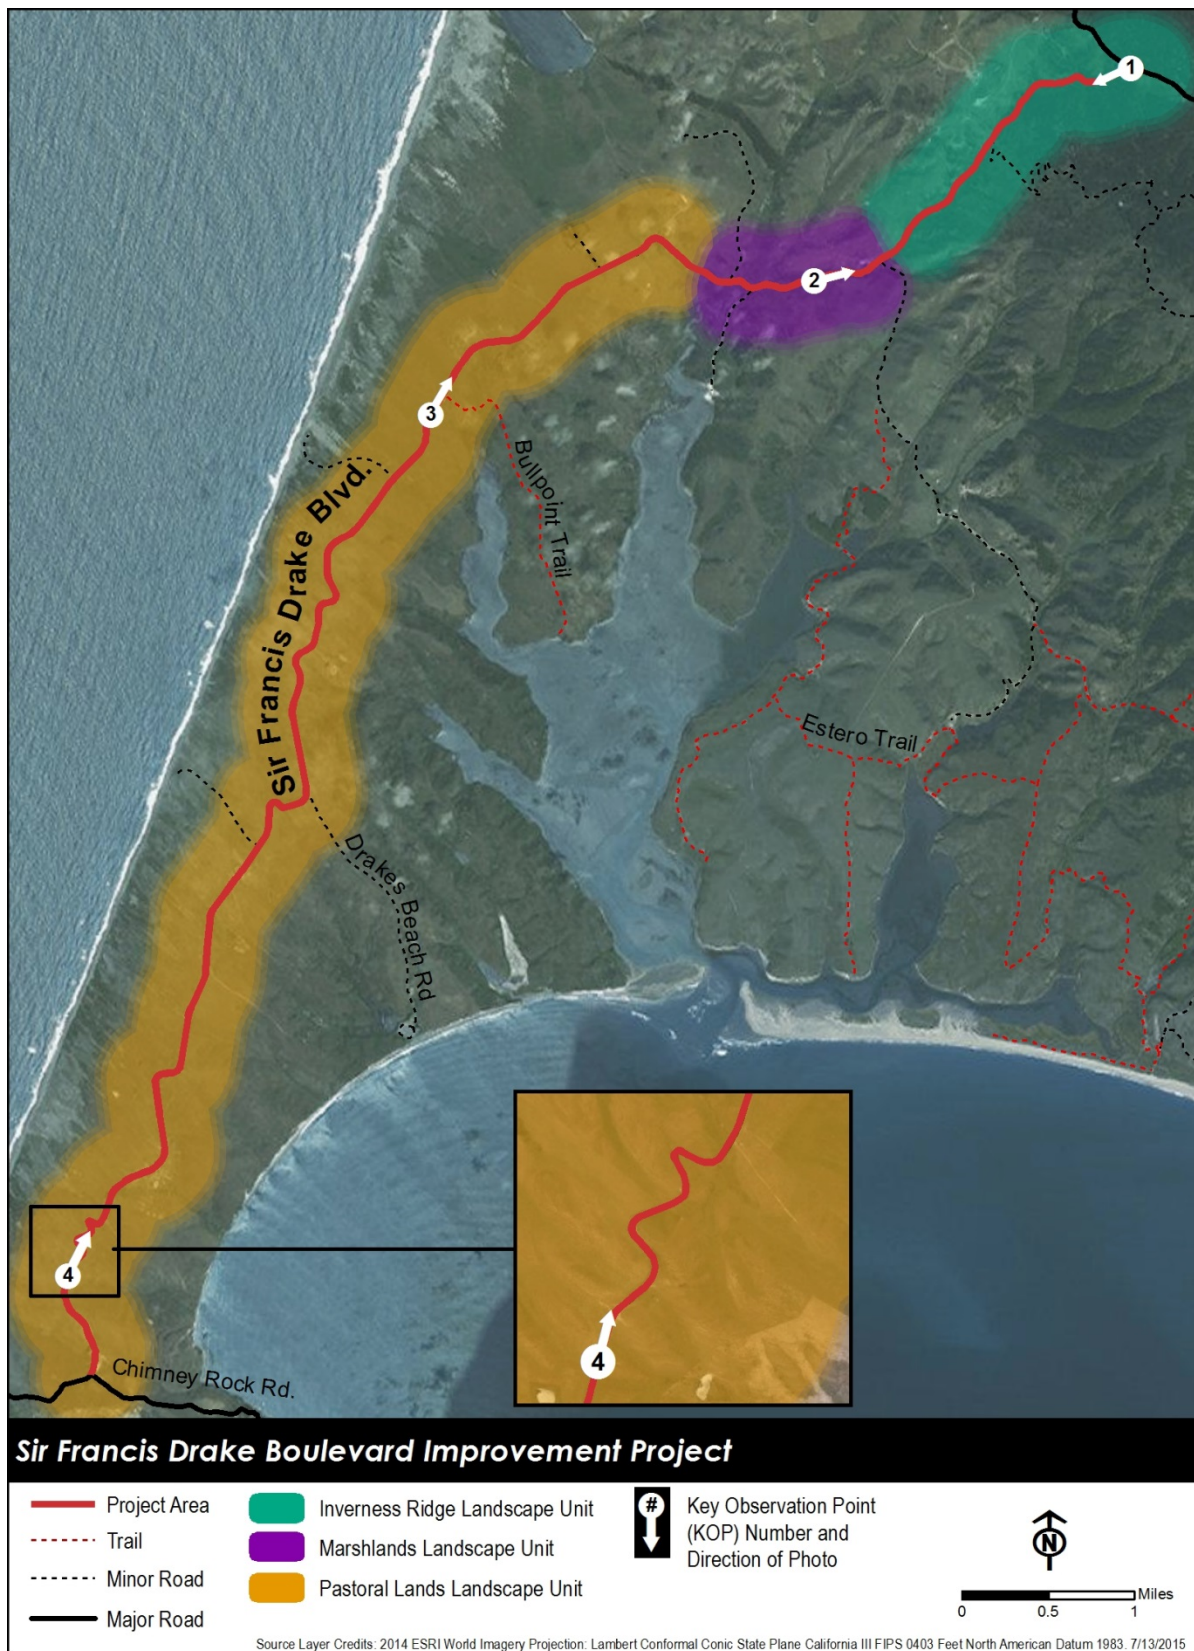 1
2
3
Bullpoint Trail
Sir Francis Drake Blvd.
Estero Trail
Drakes Beach Rd
4
4
Chimney Rock Rd.
Sir Francis Drake Boulevard Improvement Project
Project Area
Trail
Minor Road
Major Road
Inverness Ridge Landscape Unit
Marshlands Landscape Unit
Pastoral Lands Landscape Unit
#
Key Observation Point
(KOP) Number and
Direction of Photo
N
Miles
0 0.5 1
Source Layer Credits: 2014 ESRI World Imagery Projection: Lambert Conformal Conic State Plane California III FIPS 0403 Feet North American Datum 1983. 7/13/2015